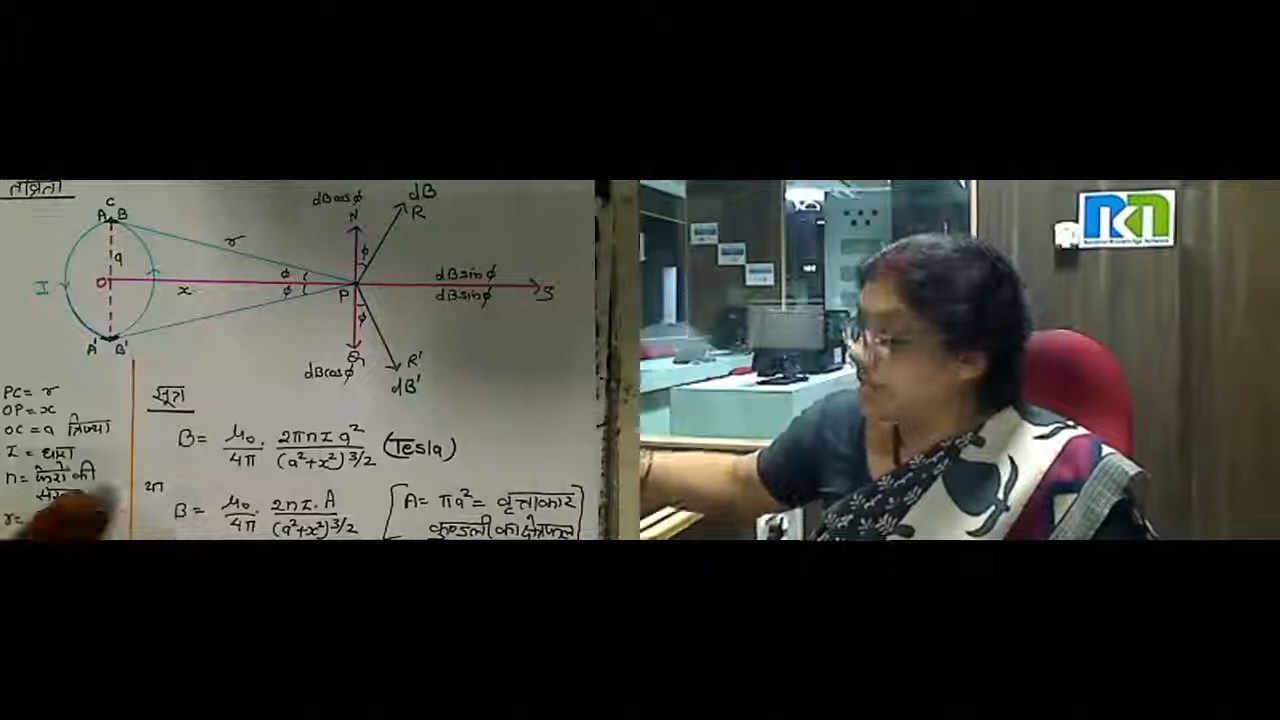 तीव्रता
C
A B
a
O
I
x
r
A' B'
ϕ
ϕ
P
dBcosϕ
N
dB
R
ϕ
dBsinϕ
dBsinϕ
S
ϕ
Q
dBcosϕ
R'
dB'
PC = r
OP = x
OC = a त्रिज्या
I = धारा
n = फेरों की
r =
सूत्र
B = μ₀/4π . 2πnIa²/(a²+x²)^3/2 (Tesla)
या
B = μ₀/4π . 2nI.A/(a²+x²)^3/2 [A = πa² = वृत्ताकार
कुण्डली का क्षेत्रफल]
RKN